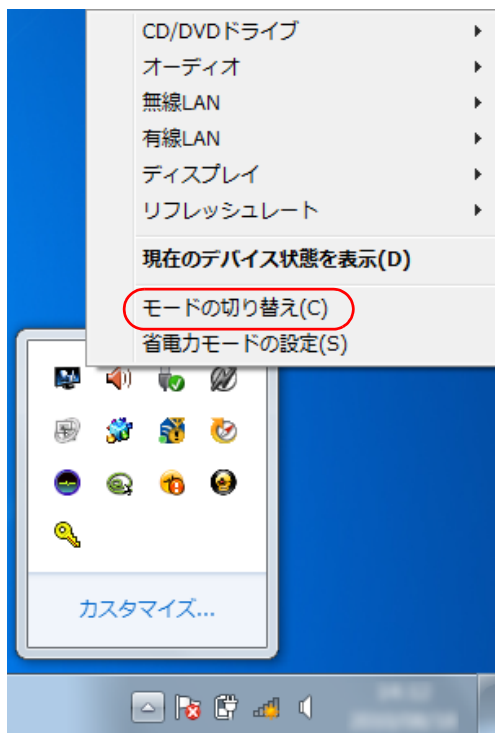 CD/DVDドライブ
オーディオ
無線LAN
有線LAN
ディスプレイ
リフレッシュレート
現在のデバイス状態を表示(D)
モードの切り替え(C)
省電力モードの設定(S)
カスタマイズ...